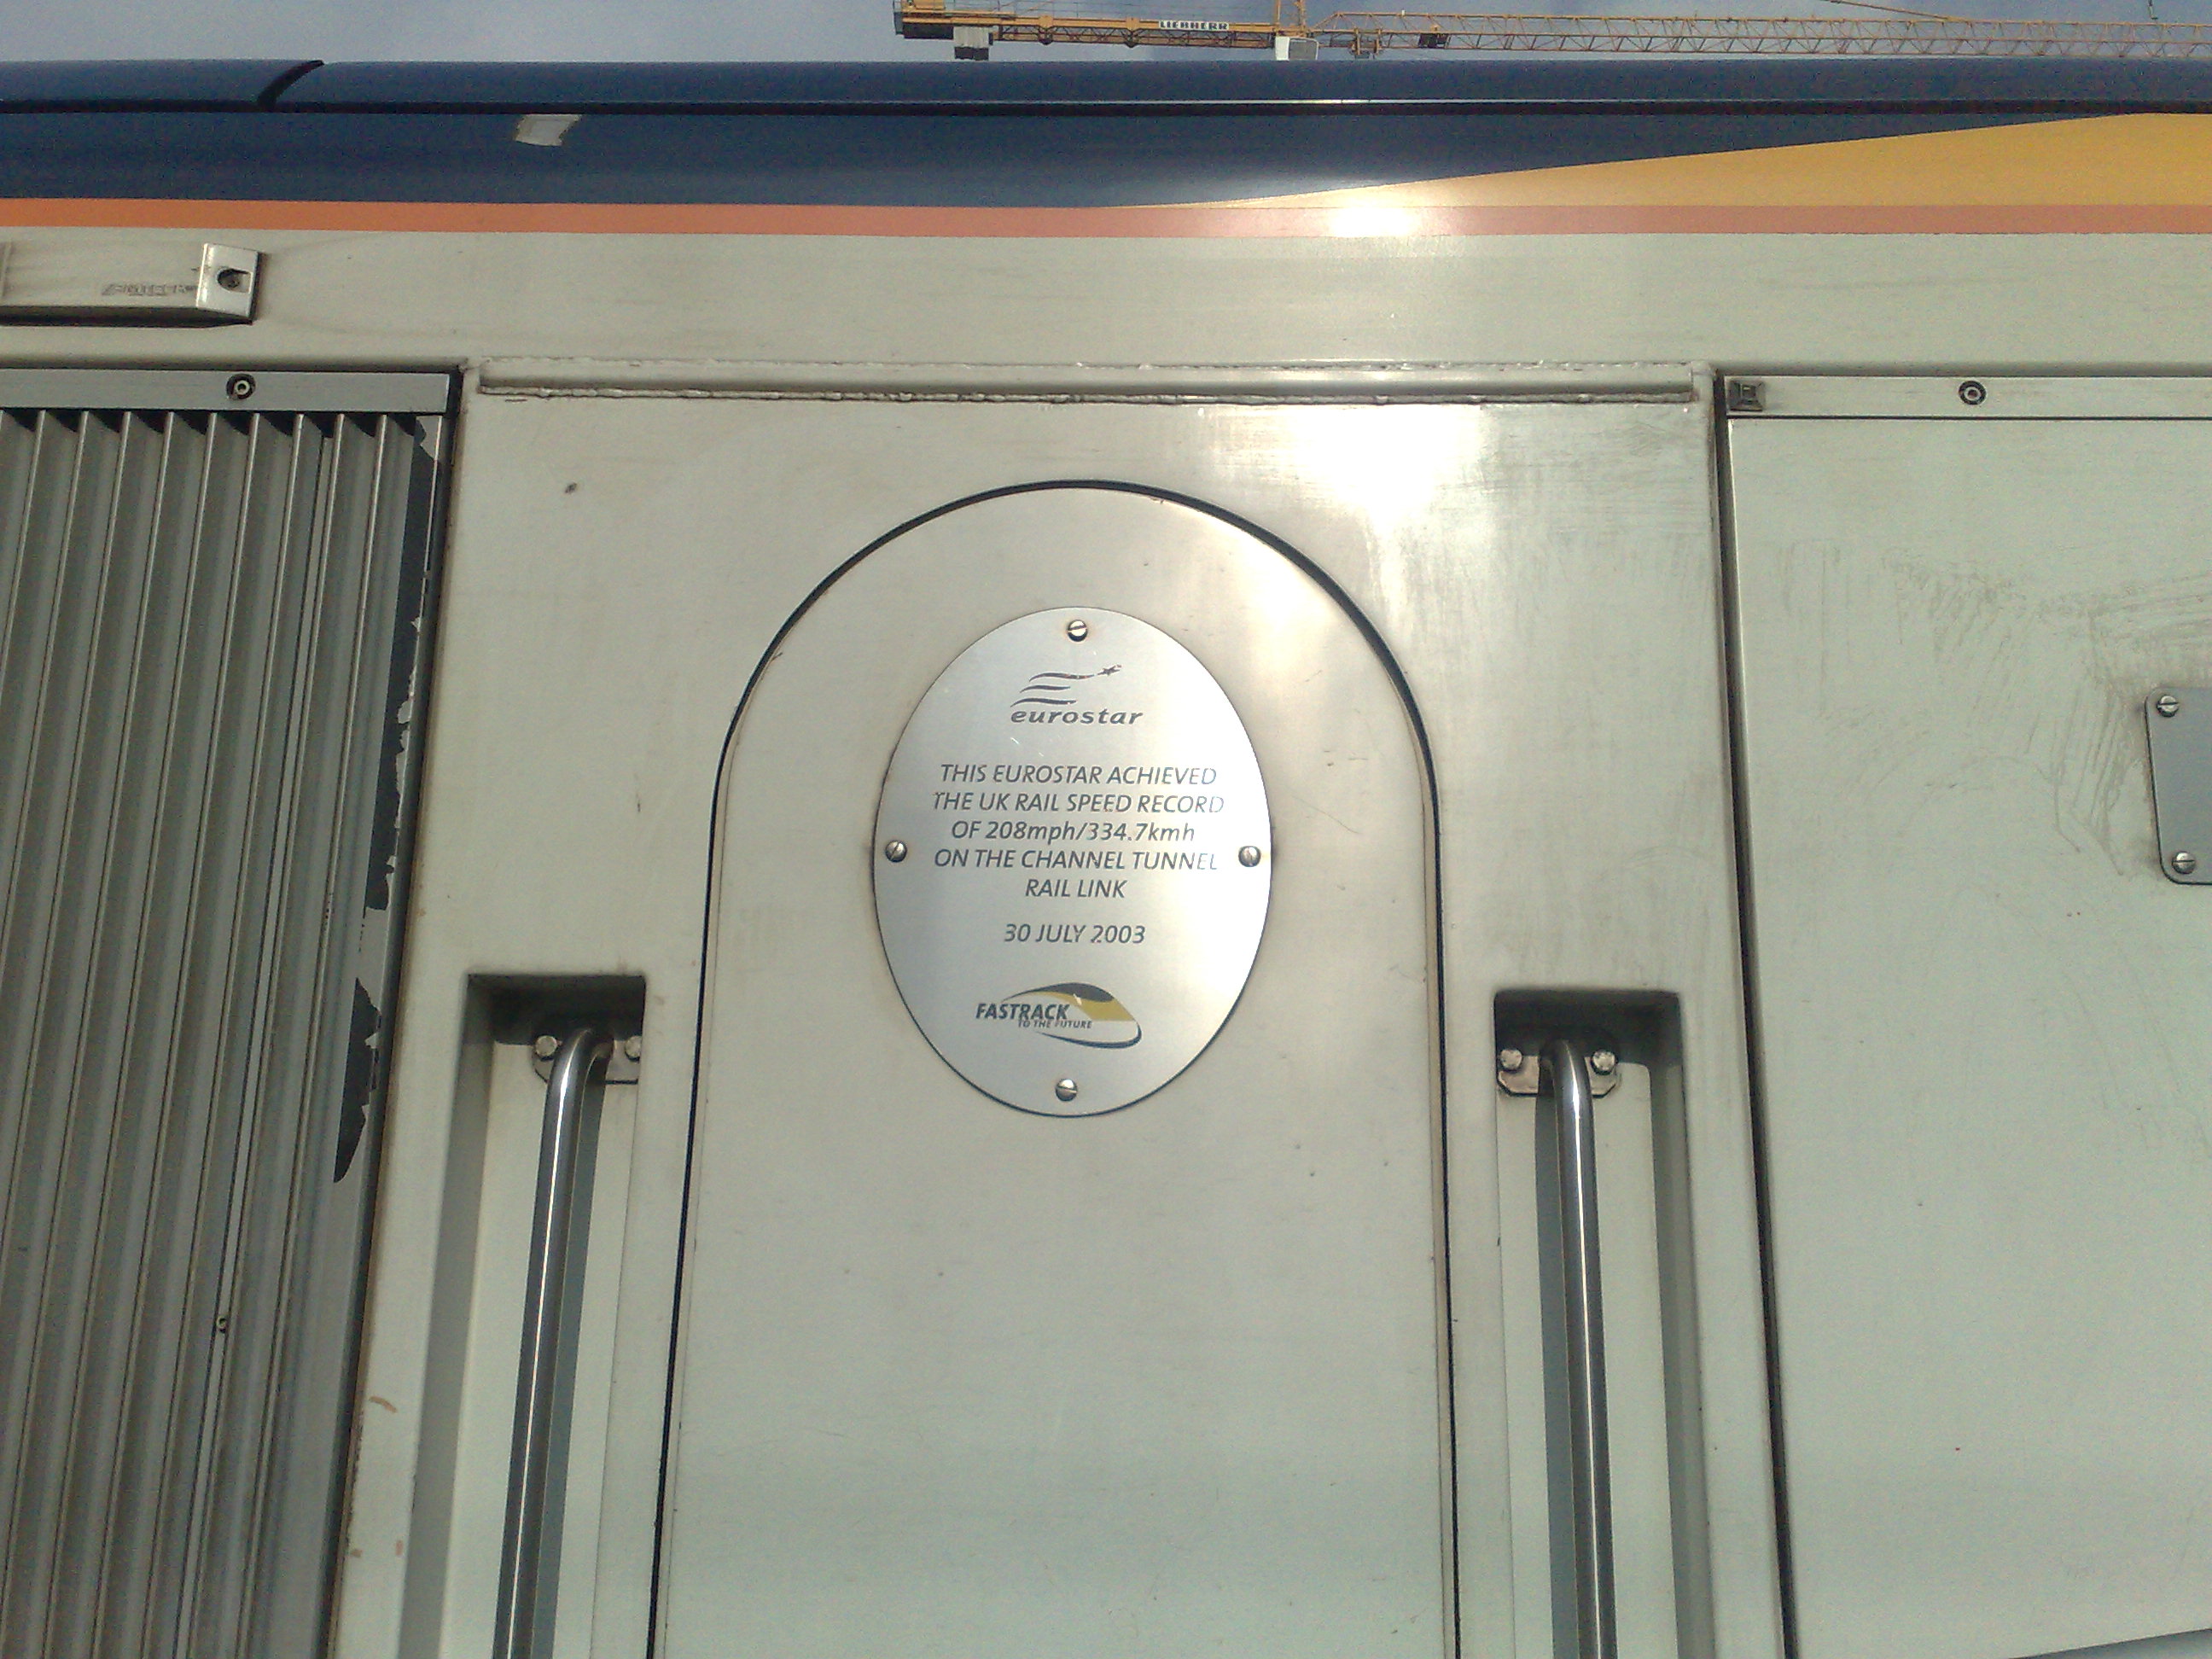 LIEBHERR
eurostar
THIS EUROSTAR ACHIEVED
THE UK RAIL SPEED RECORD
OF 208mph/334.7kmh
ON THE CHANNEL TUNNEL
RAIL LINK
30 JULY 2003
FASTRACK
TO THE FUTURE